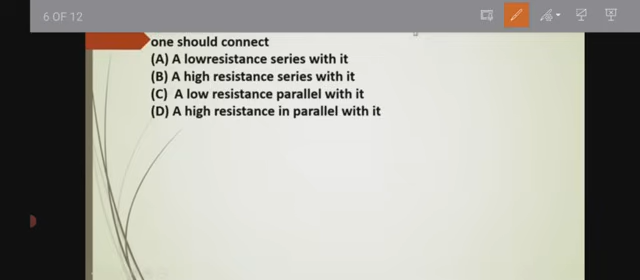 6 OF 12
one should connect
(A) A lowresistance series with it
(B) A high resistance series with it
(C) A low resistance parallel with it
(D) A high resistance in parallel with it